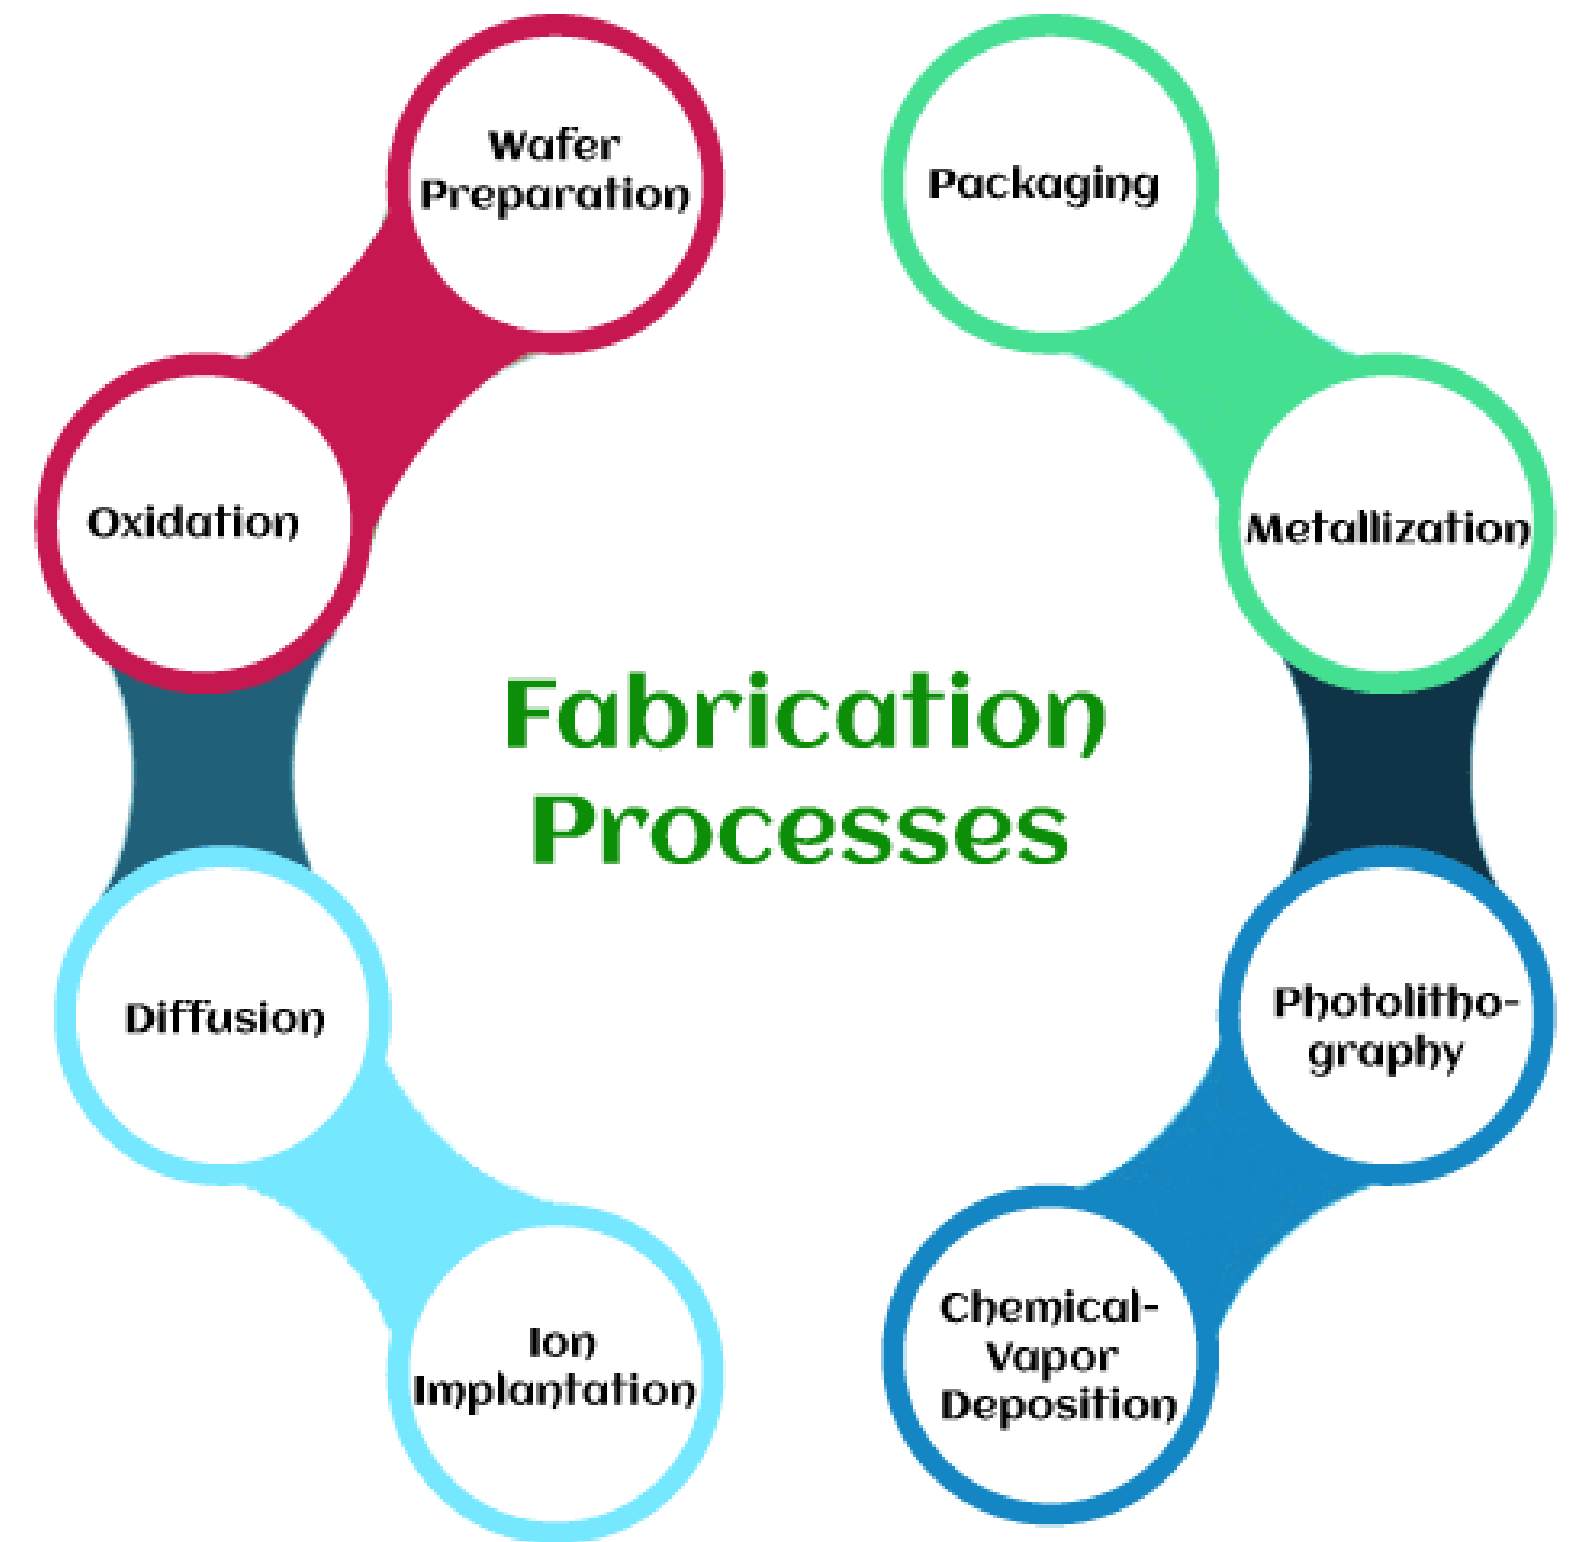 Wafer
Preparation
Packaging
Oxidation
Metallization
Fabrication
Processes
Diffusion
Photolitho-
graphy
Ion
Implantation
Chemical-
Vapor
Deposition